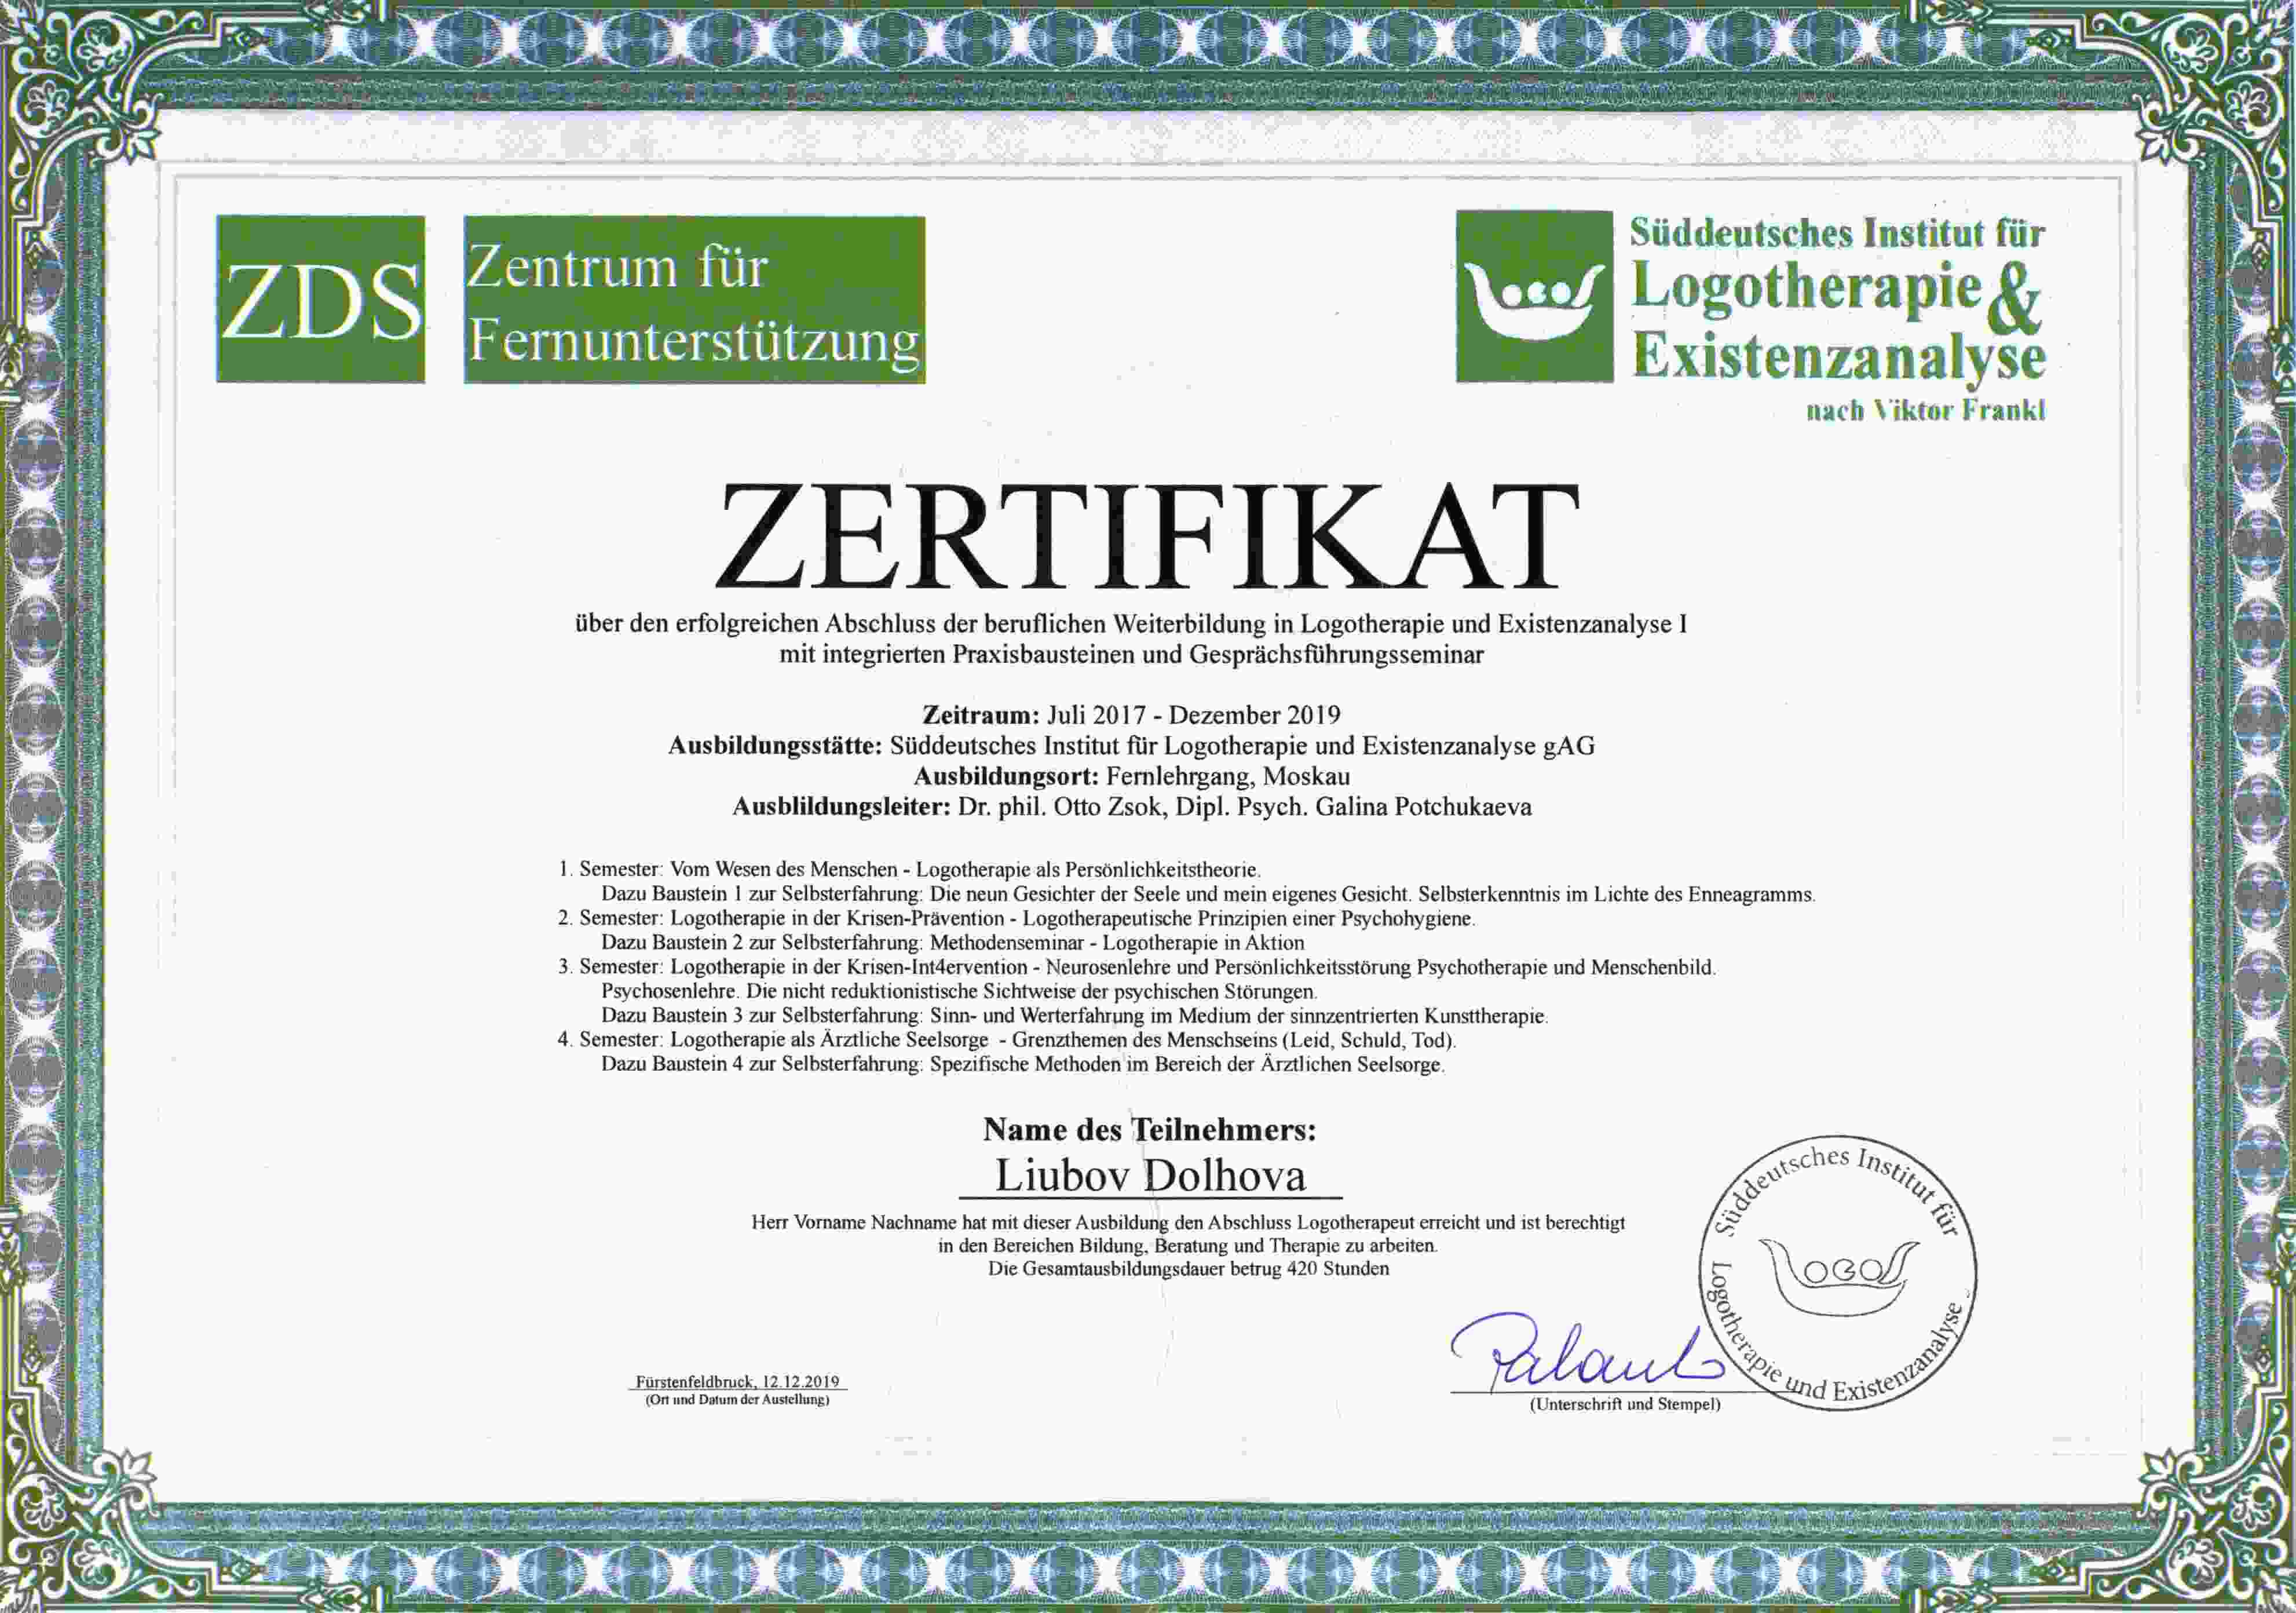 ZDS
Zentrum für
Fernunterstützung
LOGOS
Süddeutsches Institut für
Logotherapie &
Existenzanalyse
nach Viktor Frankl
ZERTIFIKAT
über den erfolgreichen Abschluss der beruflichen Weiterbildung in Logotherapie und Existenzanalyse I
mit integrierten Praxisbausteinen und Gesprächsführungsseminar
Zeitraum: Juli 2017 - Dezember 2019
Ausbildungsstätte: Süddeutsches Institut für Logotherapie und Existenzanalyse gAG
Ausbildungsort: Fernlehrgang, Moskau
Ausblildungsleiter: Dr. phil. Otto Zsok, Dipl. Psych. Galina Potchukaeva
1. Semester: Vom Wesen des Menschen - Logotherapie als Persönlichkeitstheorie.
Dazu Baustein 1 zur Selbsterfahrung: Die neun Gesichter der Seele und mein eigenes Gesicht. Selbsterkenntnis im Lichte des Enneagramms.
2. Semester: Logotherapie in der Krisen-Prävention - Logotherapeutische Prinzipien einer Psychohygiene.
Dazu Baustein 2 zur Selbsterfahrung: Methodenseminar - Logotherapie in Aktion
3. Semester: Logotherapie in der Krisen-Int4ervention - Neurosenlehre und Persönlichkeitsstörung Psychotherapie und Menschenbild.
Psychosenlehre. Die nicht reduktionistische Sichtweise der psychischen Störungen.
Dazu Baustein 3 zur Selbsterfahrung: Sinn- und Werterfahrung im Medium der sinnzentrierten Kunsttherapie.
4. Semester: Logotherapie als Ärztliche Seelsorge - Grenzthemen des Menschseins (Leid, Schuld, Tod).
Dazu Baustein 4 zur Selbsterfahrung: Spezifische Methoden im Bereich der Ärztlichen Seelsorge.
Name des Teilnehmers:
Liubov Dolhova
Herr Vorname Nachname hat mit dieser Ausbildung den Abschluss Logotherapeut erreicht und ist berechtigt
in den Bereichen Bildung, Beratung und Therapie zu arbeiten.
Die Gesamtausbildungsdauer betrug 420 Stunden
Fürstenfeldbruck, 12.12.2019
(Ort und Datum der Austellung)
(Unterschrift und Stempel)
Süddeutsches Institut für
LOGOS
Logotherapie und Existenzanalyse